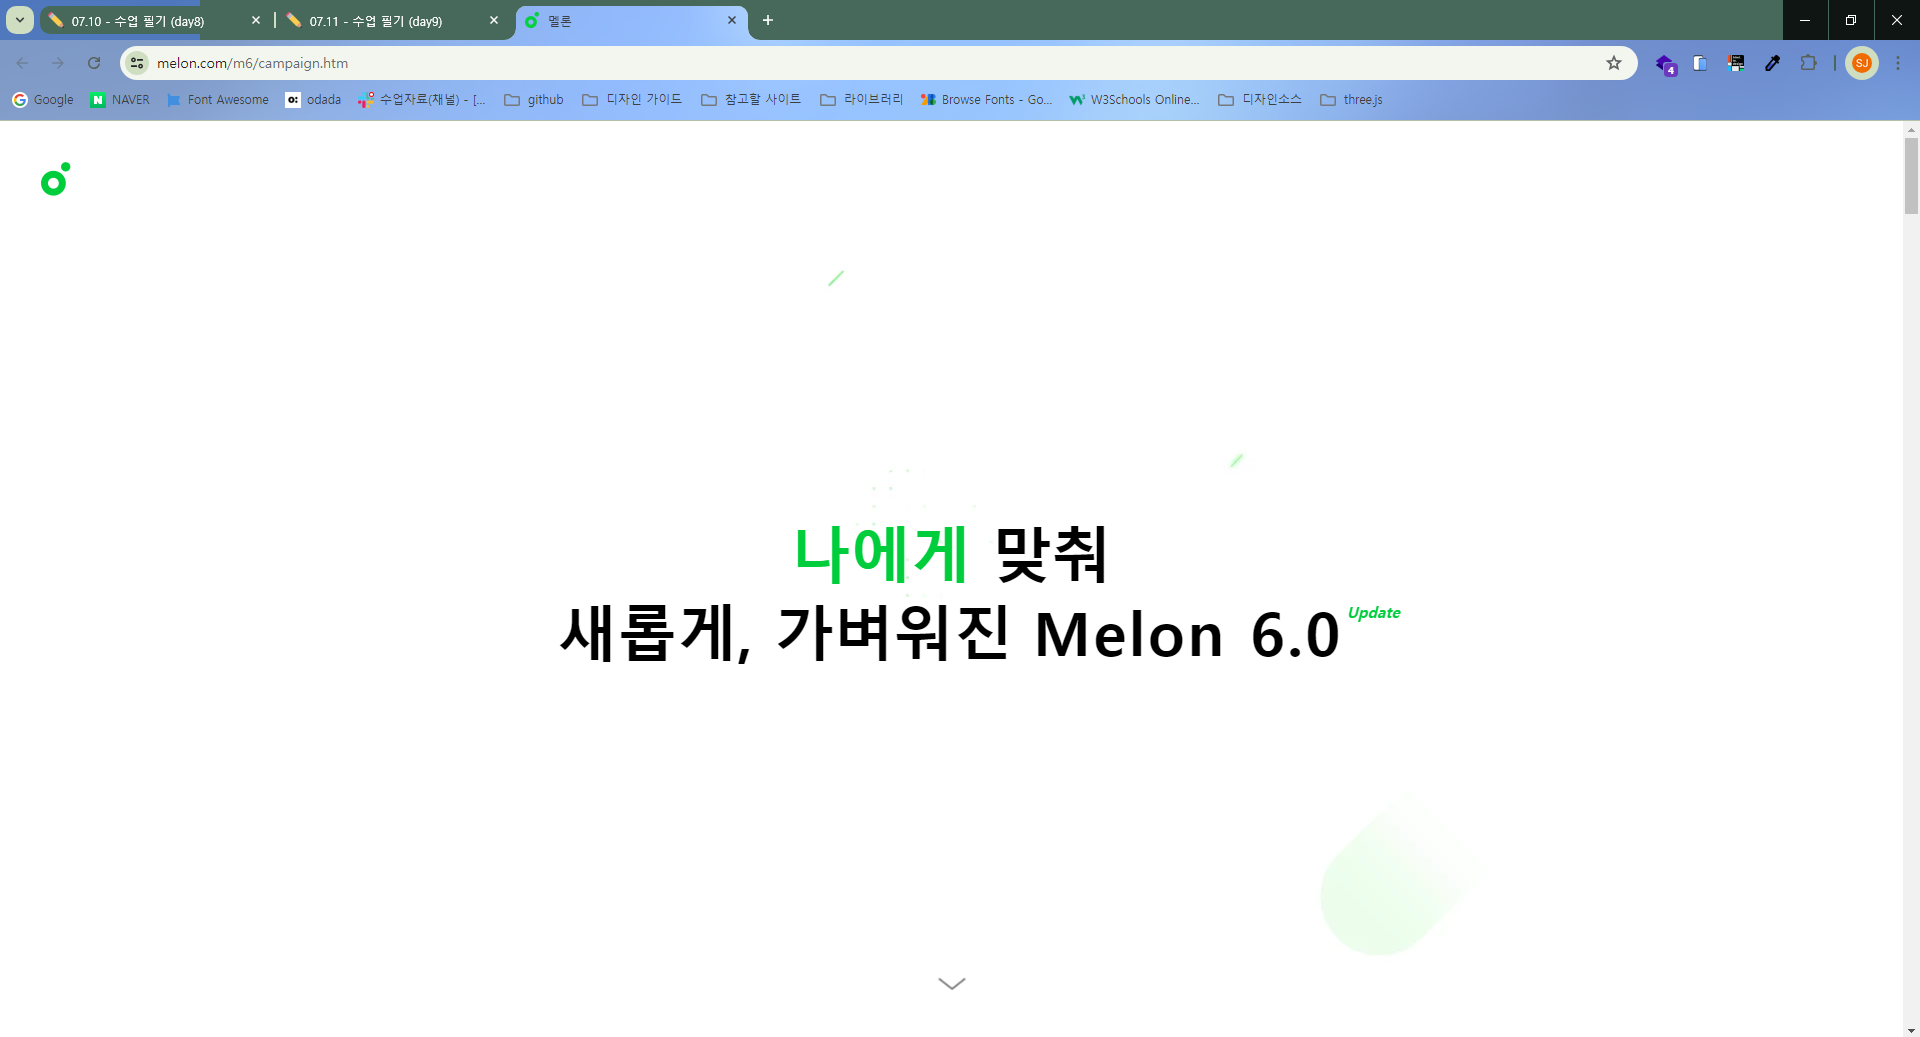 07.10 - 수업 필기 (day8)
07.11 - 수업 필기 (day9)
멜론
melon.com/m6/campaign.htm
4
SJ
Google
NAVER
Font Awesome
odada
수업자료(채널) - [...
github
디자인 가이드
참고할 사이트
라이브러리
Browse Fonts - Go...
W3Schools Online...
디자인소스
three.js
나에게 맞춰
새롭게, 가벼워진 Melon 6.0 Update